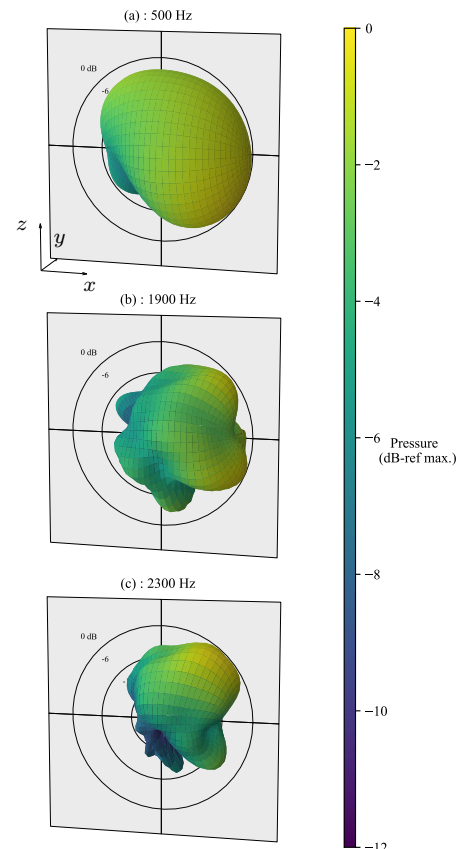 (a) : 500 Hz
0 dB
-6
z
y
x
(b) : 1900 Hz
0 dB
-6
(c) : 2300 Hz
0 dB
-6
0
−2
−4
−6
−8
−10
−12
Pressure
(dB-ref max.)